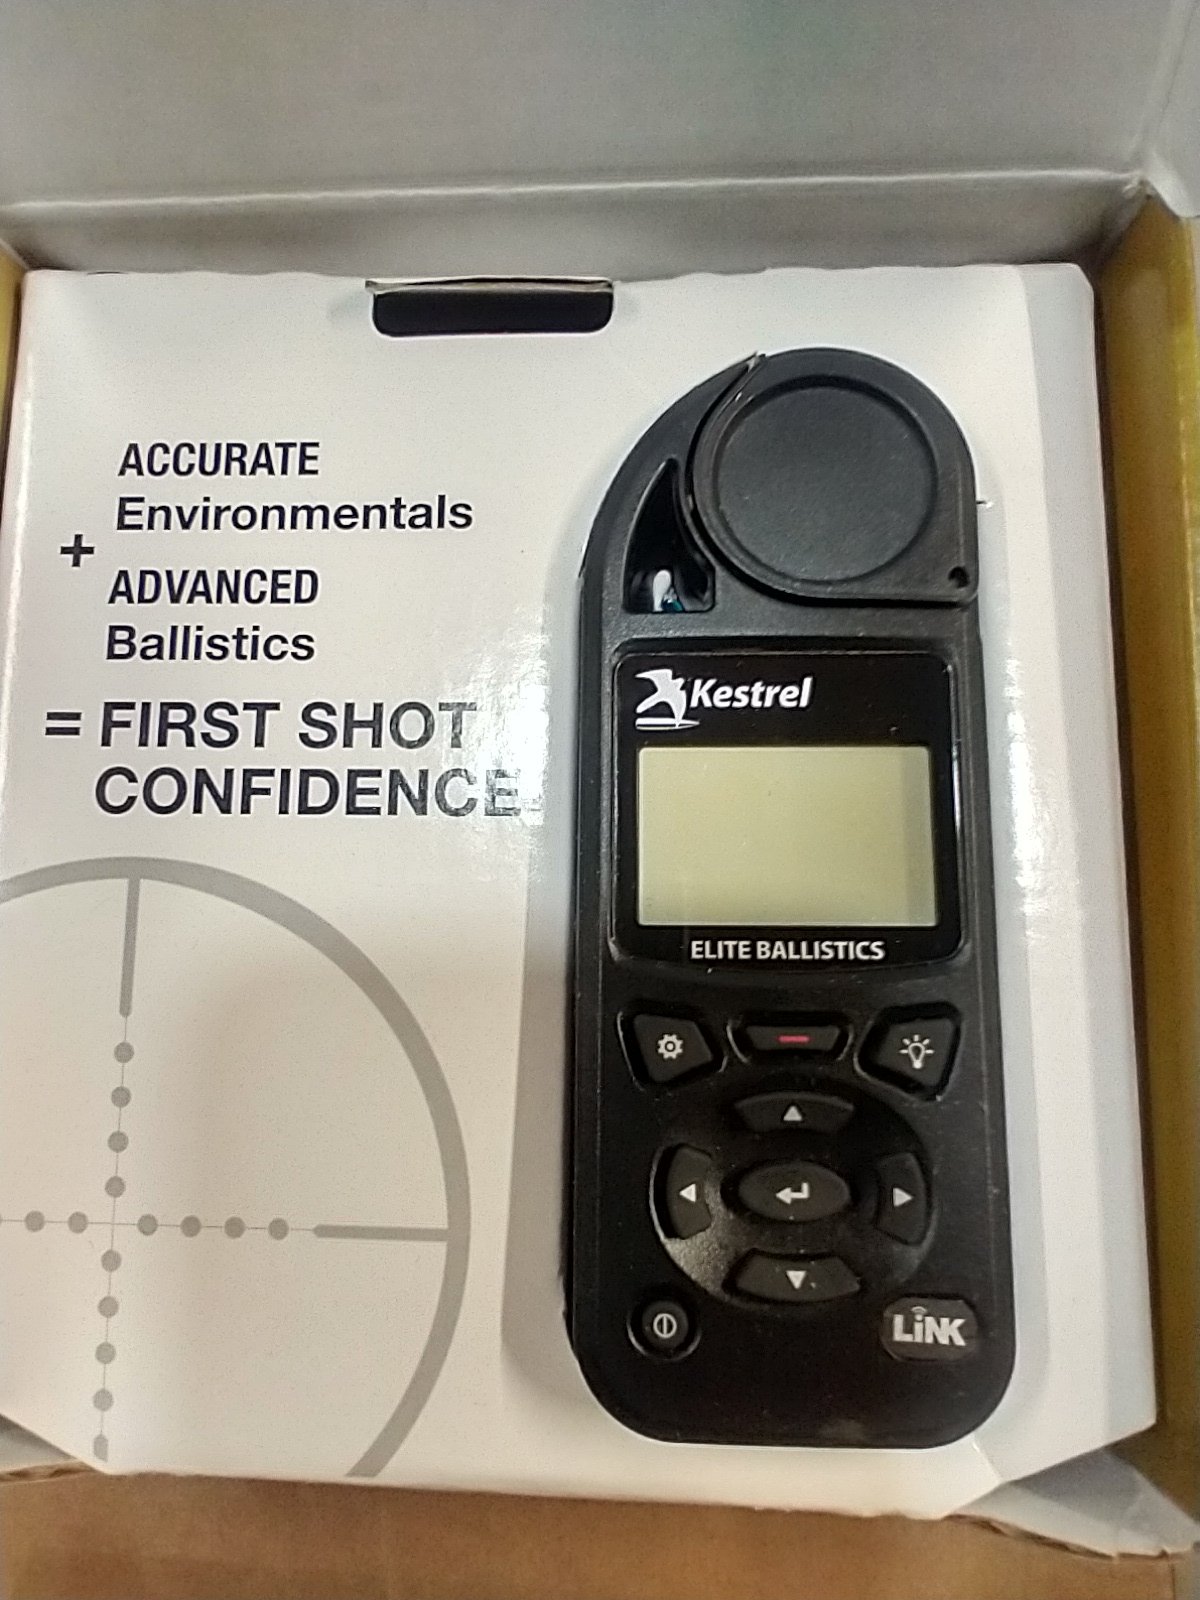 ACCURATE
Environmentals
+
ADVANCED
Ballistics
= FIRST SHOT
CONFIDENCE
Kestrel
ELITE BALLISTICS
LiNK